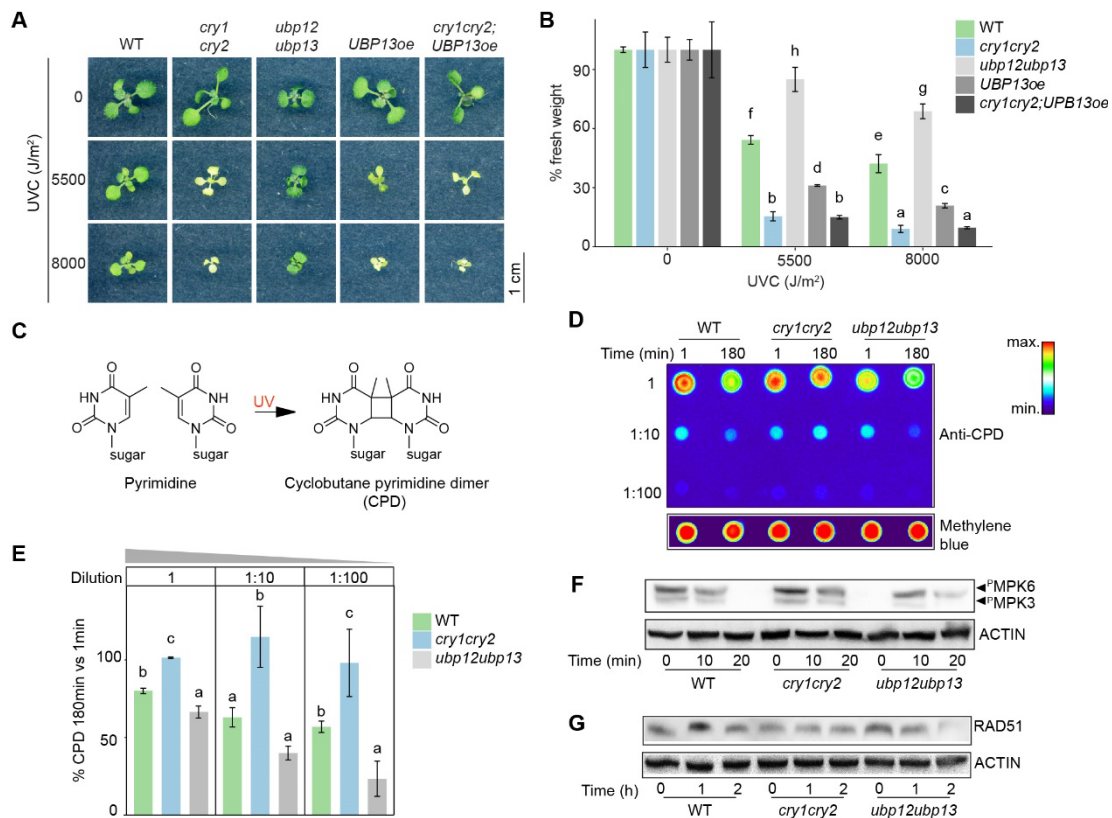 A
WT
cry1
cry2
ubp12
ubp13
UBP13oe
cry1cry2;
UBP13oe
UVC (J/m²)
0
5500
8000
1 cm
B
% fresh weight
90
60
30
0
f
b
h
d
b
e
a
g
c
a
0
5500
8000
UVC (J/m²)
WT
cry1cry2
ubp12ubp13
UBP13oe
cry1cry2;UPB13oe
C
O
HN
O
N
sugar
O
NH
N
O
sugar
Pyrimidine
UV
O
O
HN
NH
O
N
N
O
sugar
sugar
Cyclobutane pyrimidine dimer
(CPD)
D
WT
cry1cry2
ubp12ubp13
Time (min) 1 180 1 180 1 180
1
1:10
1:100
Anti-CPD
Methylene
blue
max.
min.
E
Dilution 1 1:10 1:100
% CPD 180min vs 1min
100
50
0
b
c
a
a
b
a
b
c
a
WT
cry1cry2
ubp12ubp13
F
PMPK6
PMPK3
ACTIN
Time (min) 0 10 20 0 10 20 0 10 20
WT cry1cry2 ubp12ubp13
G
RAD51
ACTIN
Time (h) 0 1 2 0 1 2 0 1 2
WT cry1cry2 ubp12ubp13